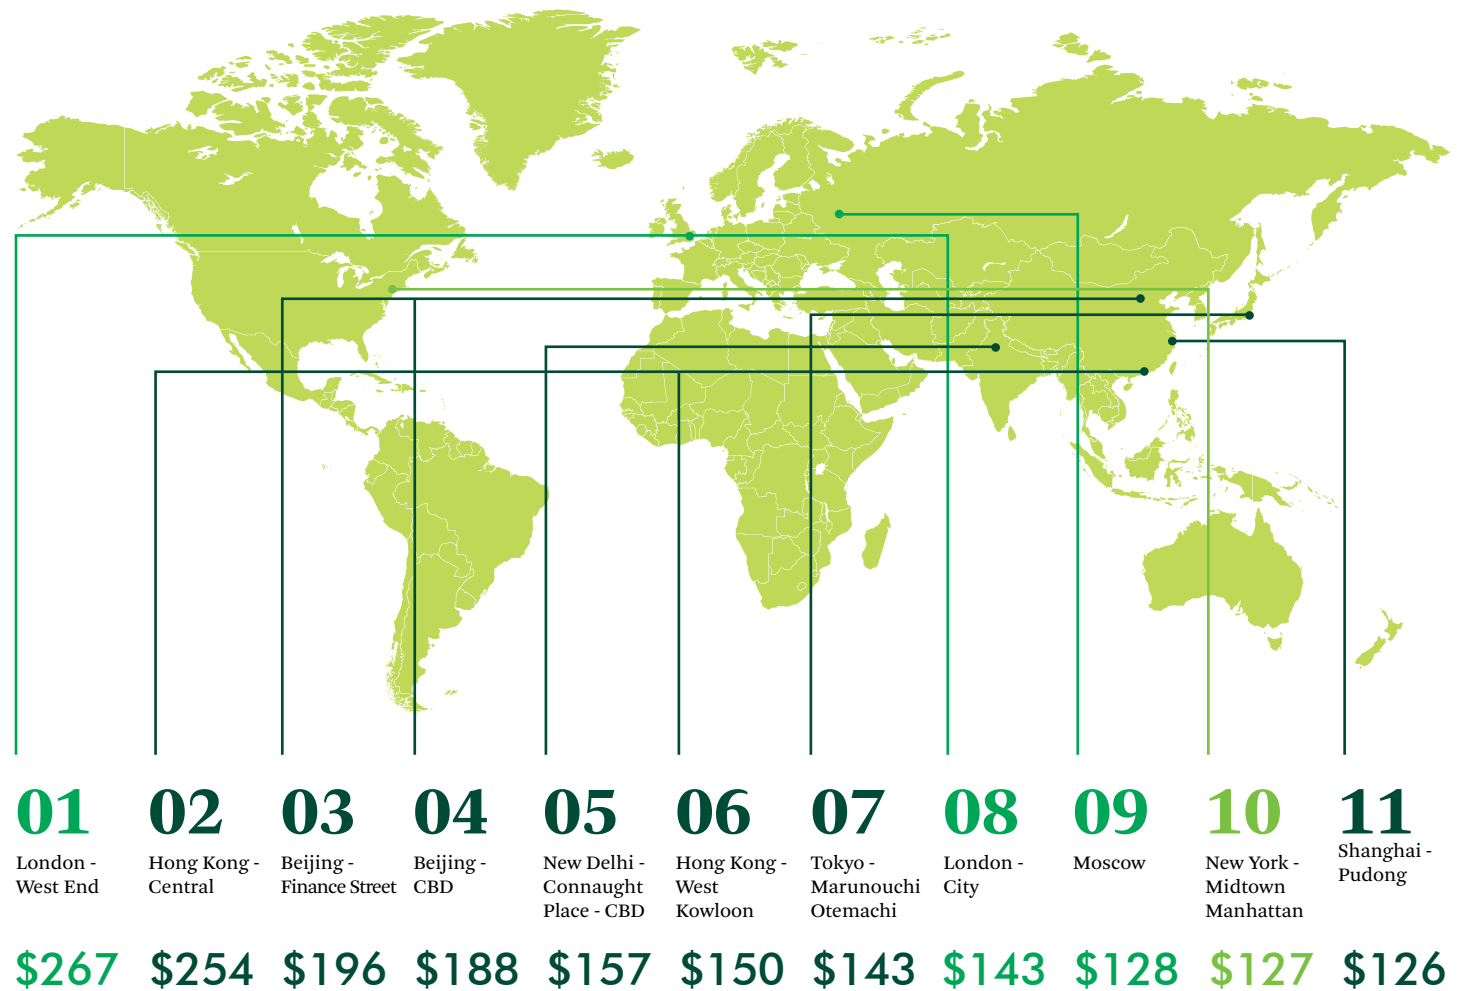 01
London -
West End
$267
02
Hong Kong -
Central
$254
03
Beijing -
Finance Street
$196
04
Beijing -
CBD
$188
05
New Delhi -
Connaught
Place - CBD
$157
06
Hong Kong -
West
Kowloon
$150
07
Tokyo -
Marunouchi
Otemachi
$143
08
London -
City
$143
09
Moscow
$128
10
New York -
Midtown
Manhattan
$127
11
Shanghai -
Pudong
$126